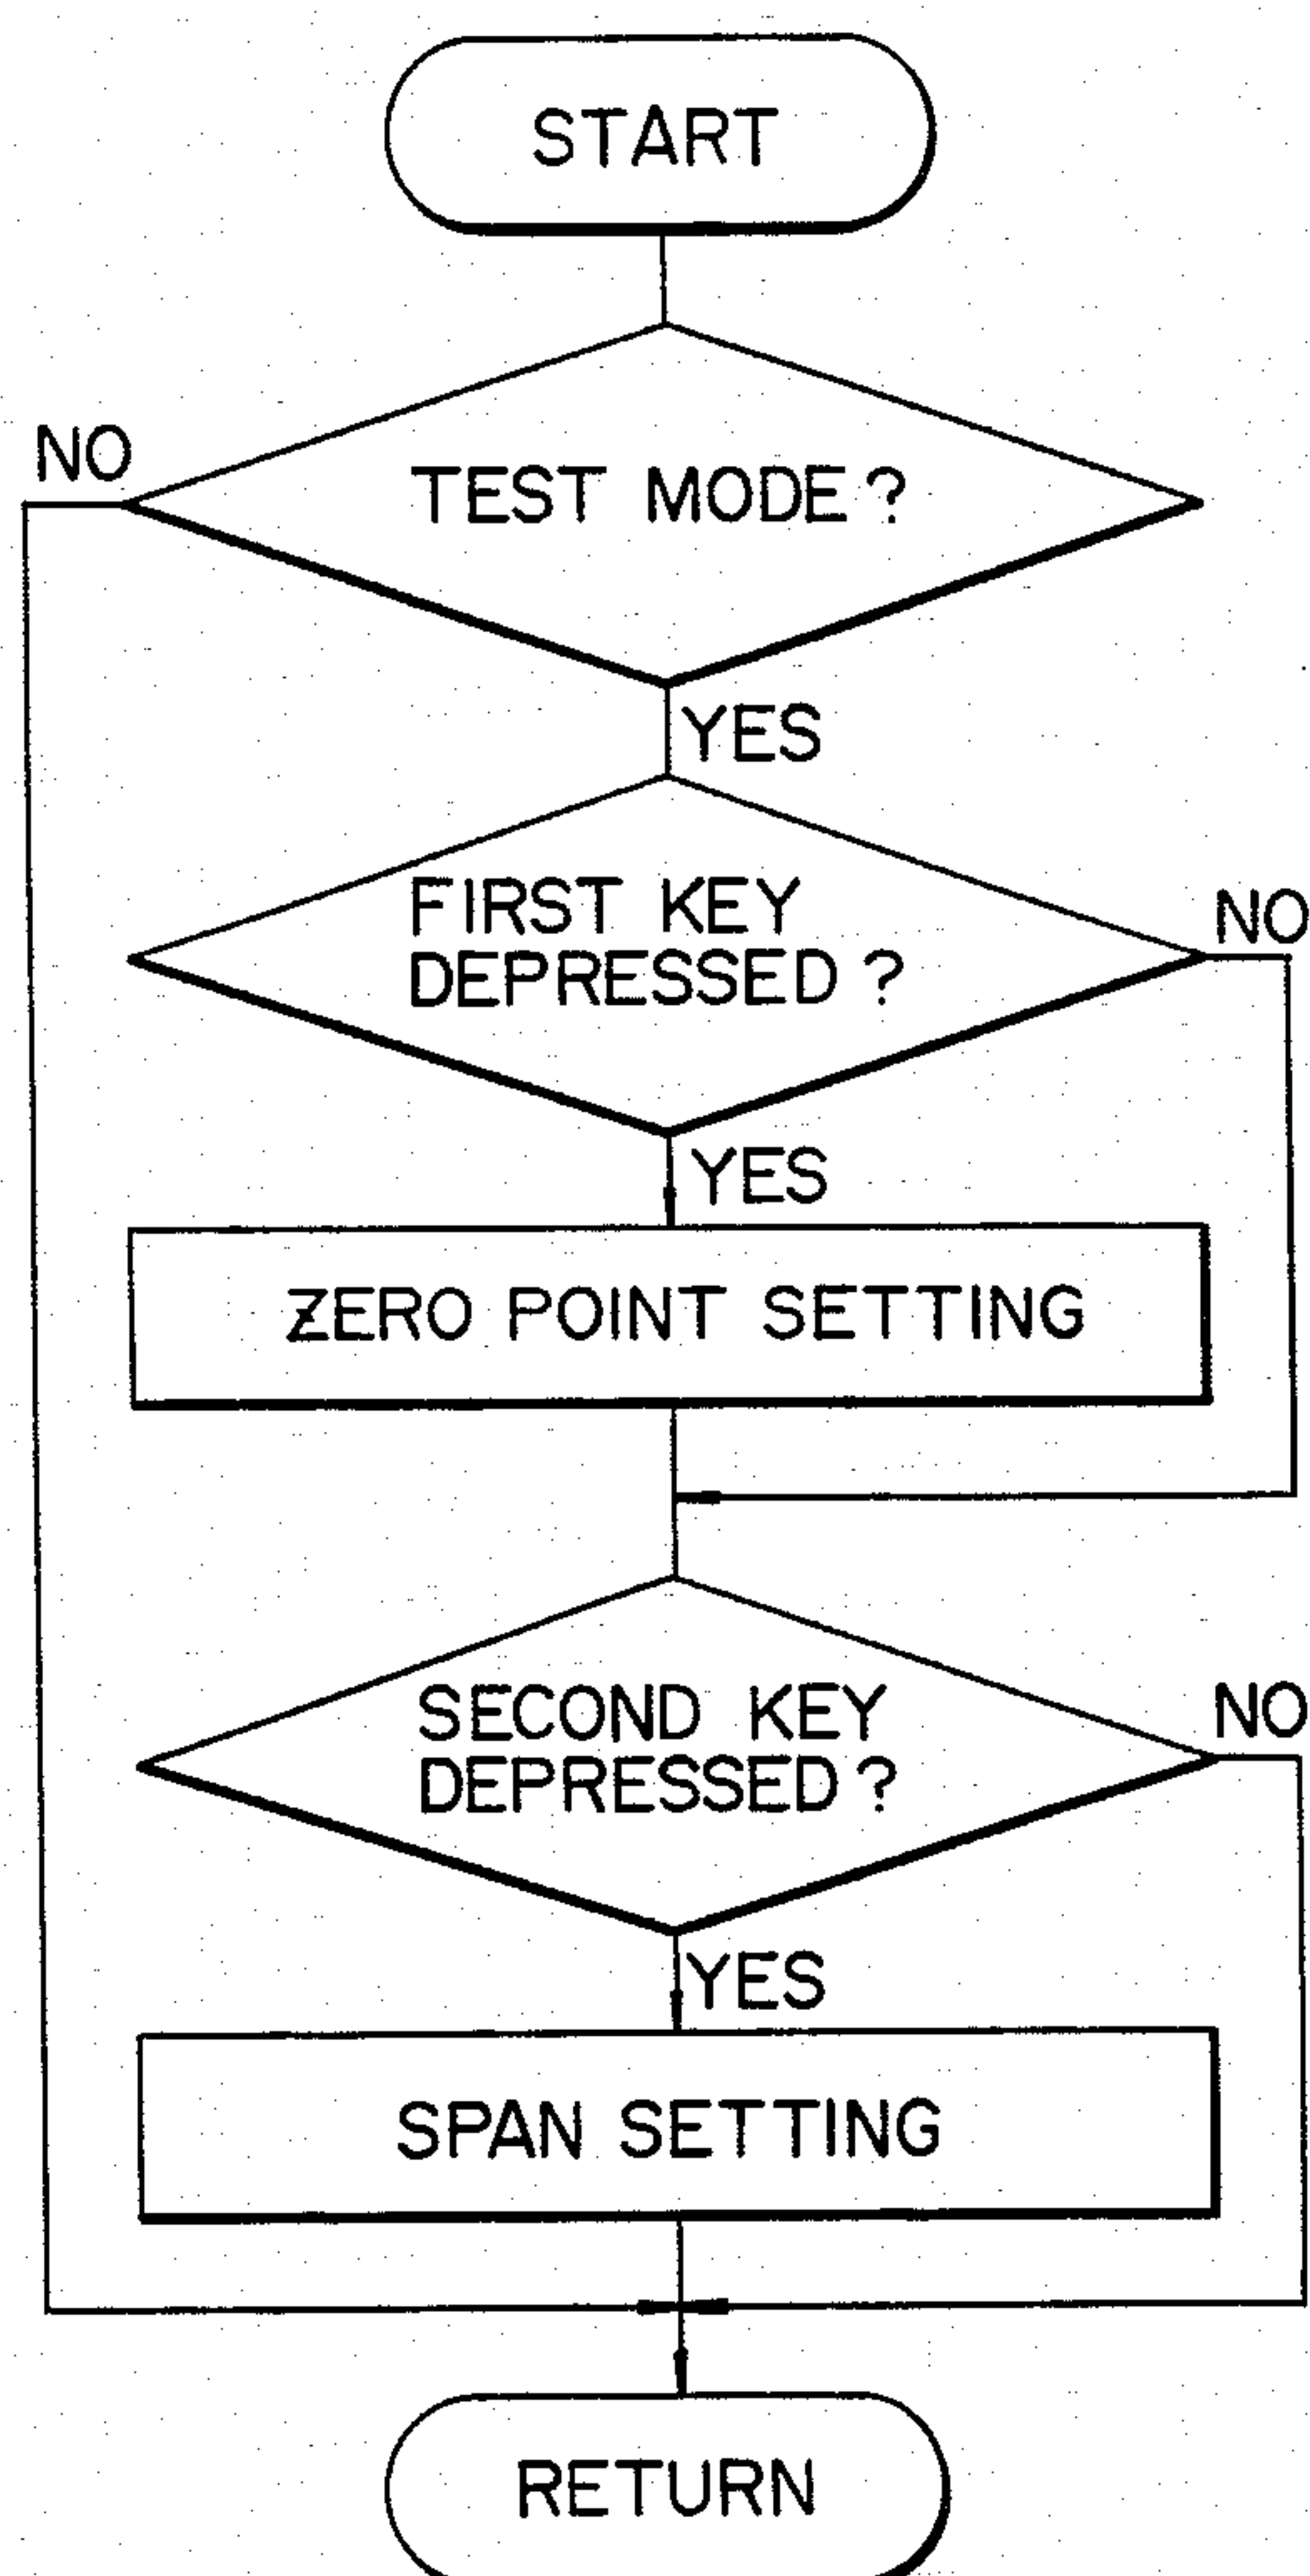 START
NO
TEST MODE?
YES
FIRST KEY
DEPRESSED?
NO
YES
ZERO POINT SETTING
SECOND KEY
DEPRESSED?
NO
YES
SPAN SETTING
RETURN